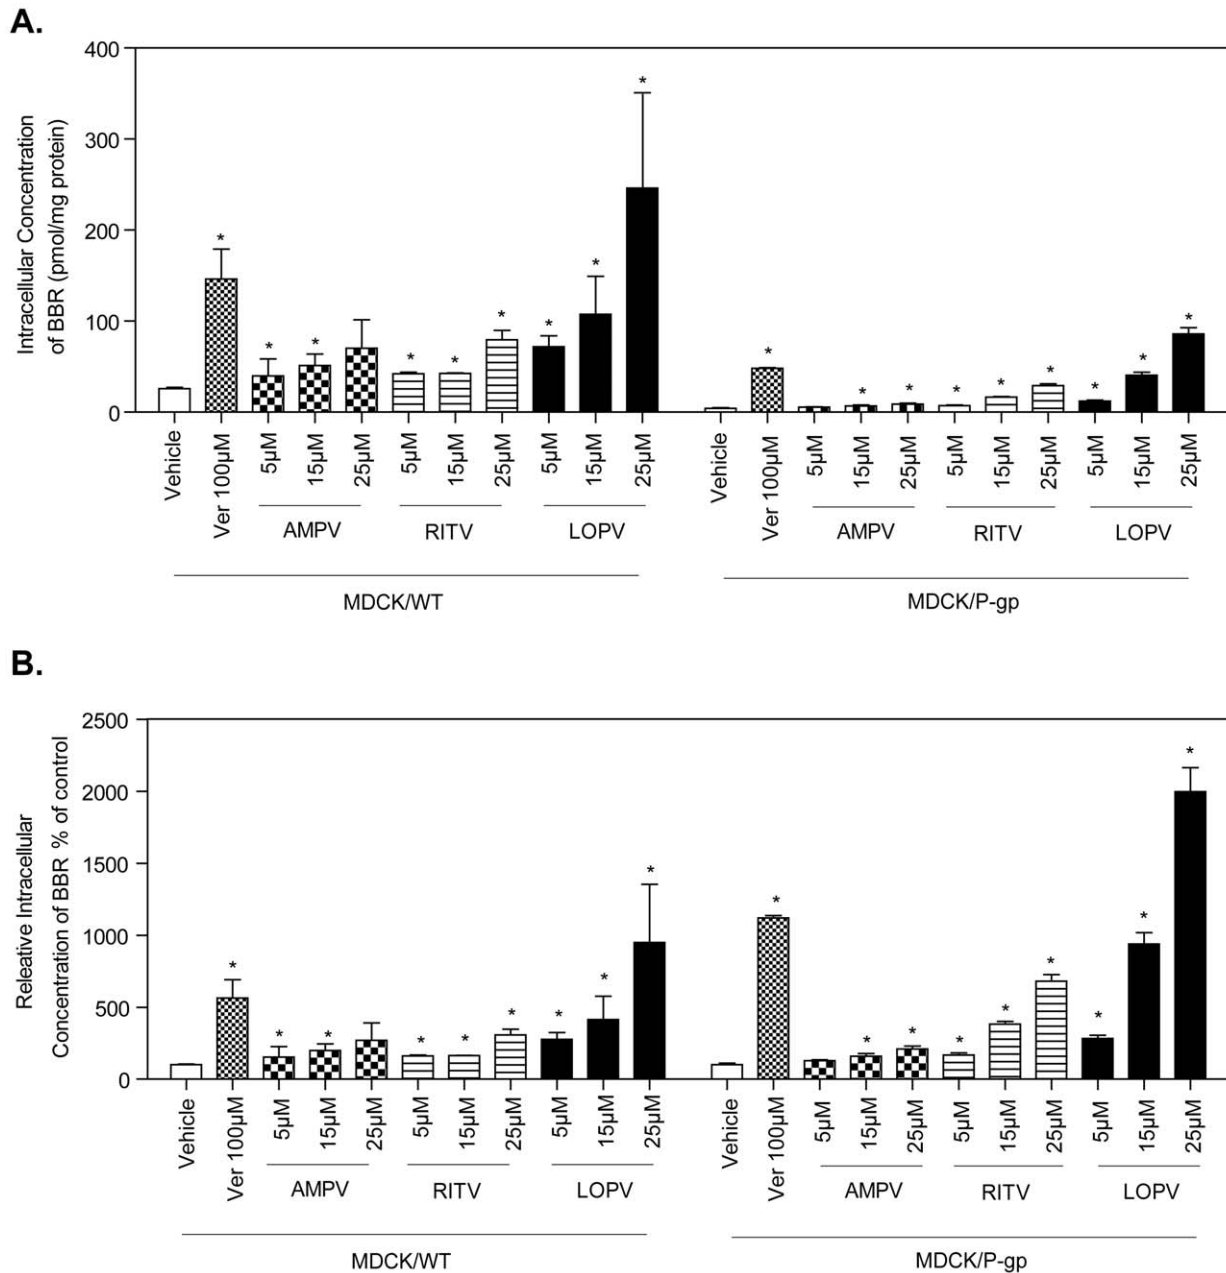 A.
Intracellular Concentration
of BBR (pmol/mg protein)
400
300
200
100
0
* * * * * * * * * *
* * * * * * * * *
Vehicle Ver 100µM 5µM 15µM 25µM 5µM 15µM 25µM 5µM 15µM 25µM Vehicle Ver 100µM 5µM 15µM 25µM 5µM 15µM 25µM 5µM 15µM 25µM
AMPV RITV LOPV AMPV RITV LOPV
MDCK/WT MDCK/P-gp
B.
Releative Intracellular
Concentration of BBR % of control
2500
2000
1500
1000
500
0
* * * * * * * * *
* * * * * * * * *
Vehicle Ver 100µM 5µM 15µM 25µM 5µM 15µM 25µM 5µM 15µM 25µM Vehicle Ver 100µM 5µM 15µM 25µM 5µM 15µM 25µM 5µM 15µM 25µM
AMPV RITV LOPV AMPV RITV LOPV
MDCK/WT MDCK/P-gp